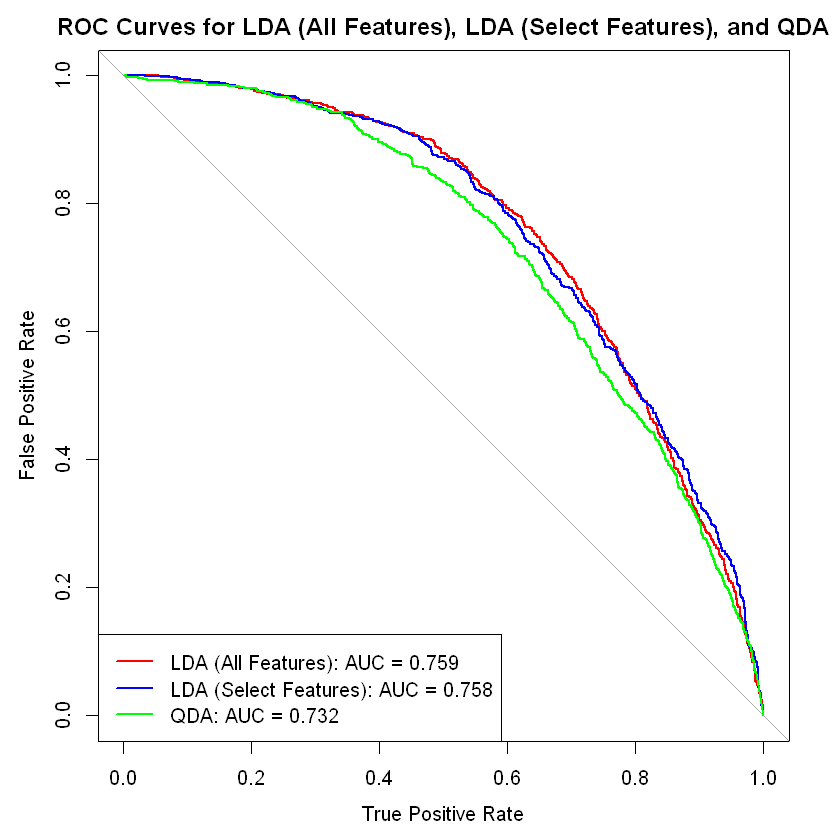 ROC Curves for LDA (All Features), LDA (Select Features), and QDA
False Positive Rate
1.0
0.8
0.6
0.4
0.2
0.0
LDA (All Features): AUC = 0.759
LDA (Select Features): AUC = 0.758
QDA: AUC = 0.732
0.0 0.2 0.4 0.6 0.8 1.0
True Positive Rate